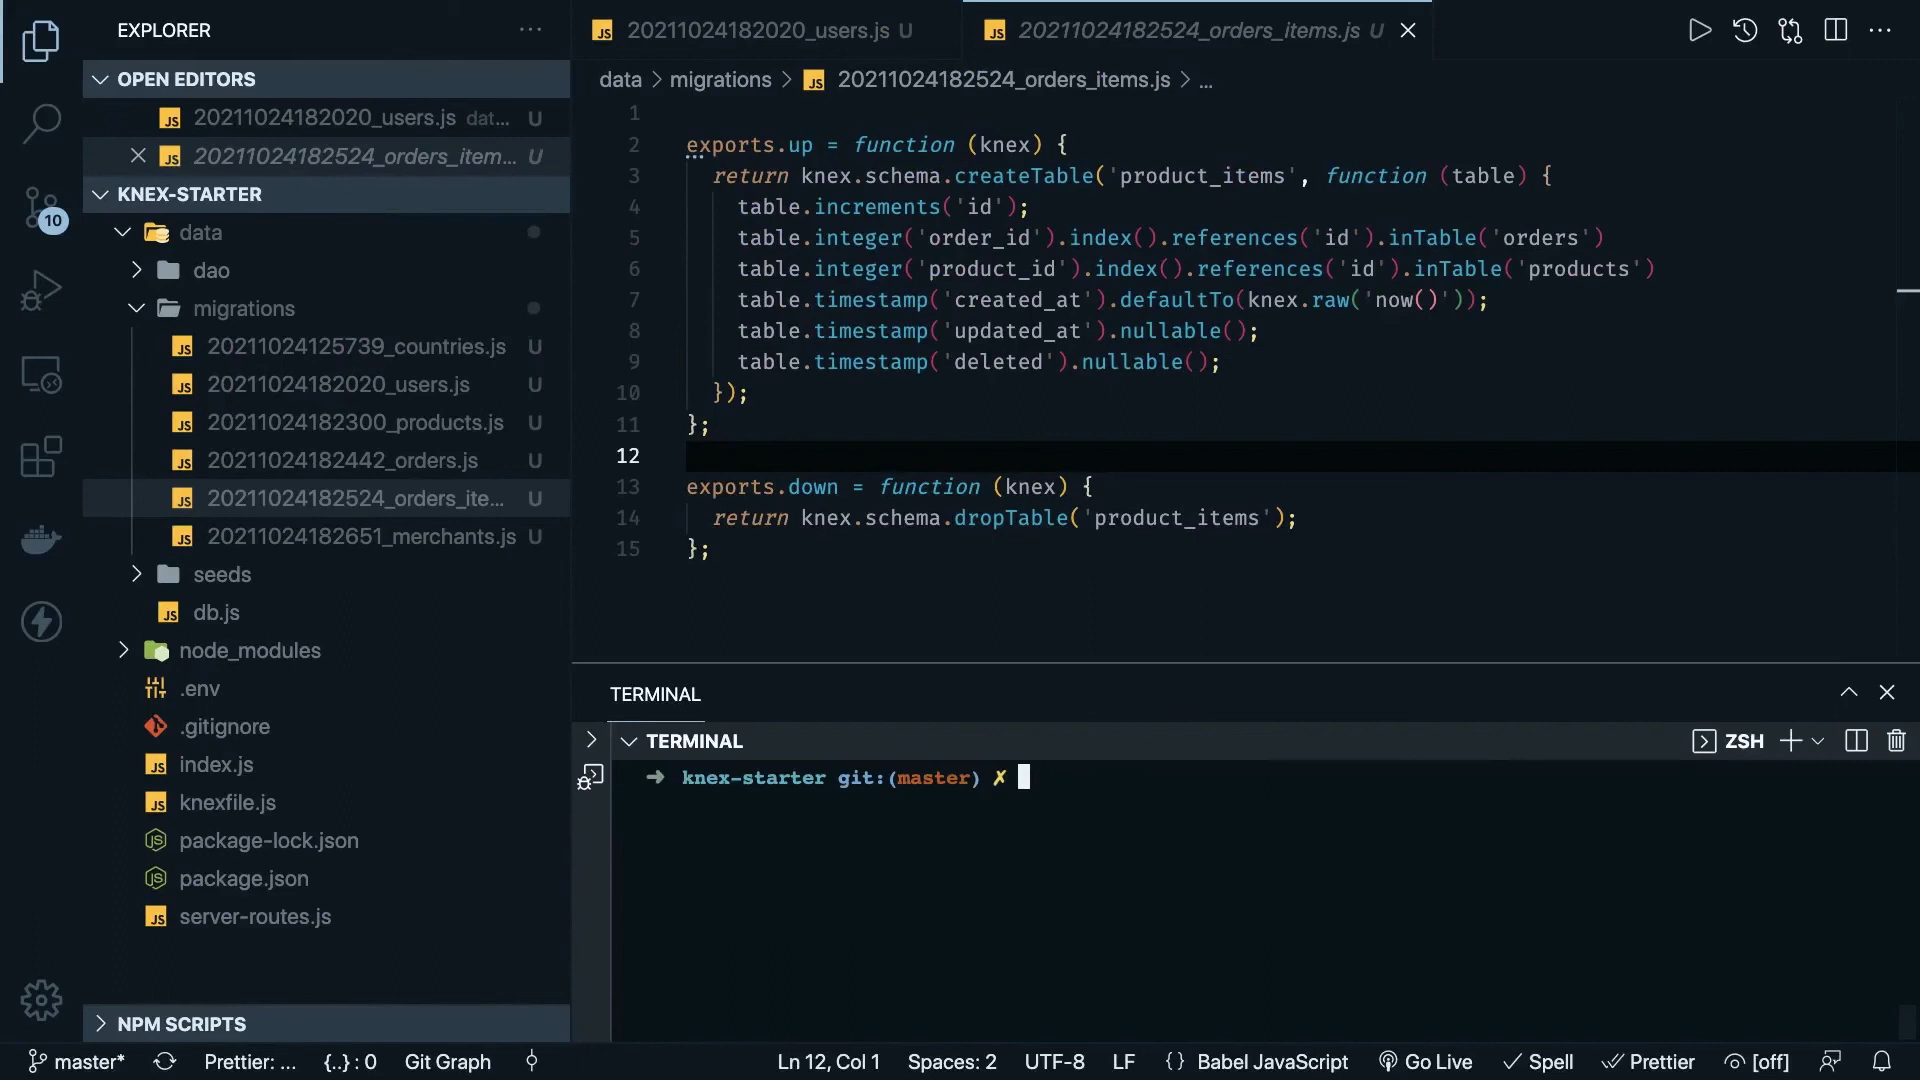 EXPLORER
OPEN EDITORS
20211024182020_users.js dat... U
20211024182524_orders_item... U
KNEX-STARTER
data
dao
migrations
20211024125739_countries.js U
20211024182020_users.js U
20211024182300_products.js U
20211024182442_orders.js U
20211024182524_orders_ite... U
20211024182651_merchants.js U
seeds
db.js
node_modules
.env
.gitignore
index.js
knexfile.js
package-lock.json
package.json
server-routes.js
NPM SCRIPTS
10
20211024182020_users.js U
20211024182524_orders_items.js U
data > migrations > 20211024182524_orders_items.js > ...
1
2 exports.up = function (knex) {
3 return knex.schema.createTable('product_items', function (table) {
4 table.increments('id');
5 table.integer('order_id').index().references('id').inTable('orders')
6 table.integer('product_id').index().references('id').inTable('products')
7 table.timestamp('created_at').defaultTo(knex.raw('now()'));
8 table.timestamp('updated_at').nullable();
9 table.timestamp('deleted').nullable();
10 });
11 };
12
13 exports.down = function (knex) {
14 return knex.schema.dropTable('product_items');
15 };
TERMINAL
TERMINAL
ZSH
➜ knex-starter git:(master) ✗
master* Prettier: ... {..} : 0 Git Graph Ln 12, Col 1 Spaces: 2 UTF-8 LF {} Babel JavaScript Go Live Spell Prettier [off]